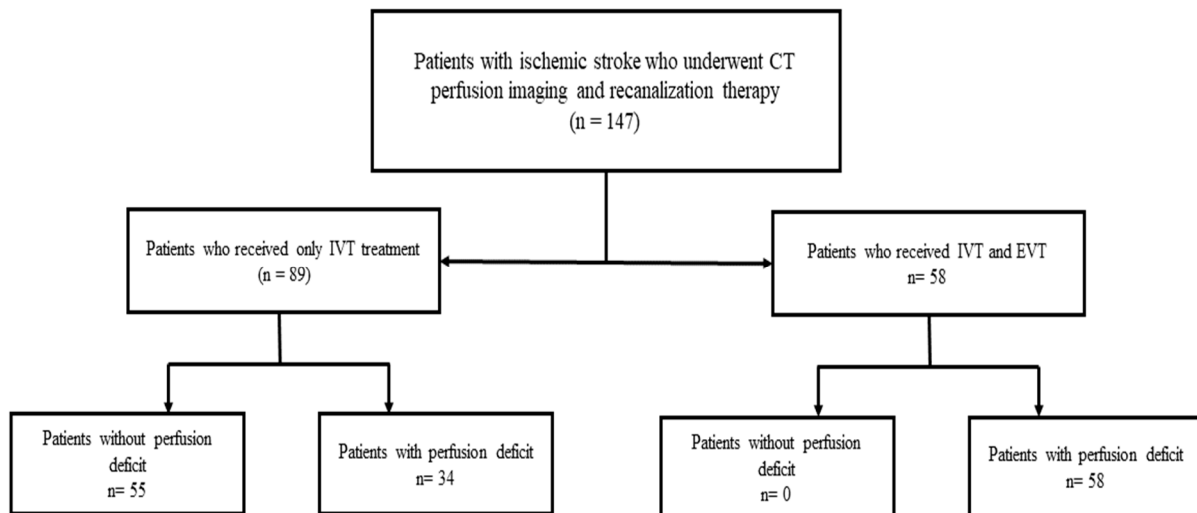 Patients with ischemic stroke who underwent CT
perfusion imaging and recanalization therapy
(n = 147)
Patients who received only IVT treatment
(n = 89)
Patients who received IVT and EVT
n= 58
Patients without perfusion
deficit
n= 55
Patients with perfusion deficit
n= 34
Patients without perfusion
deficit
n= 0
Patients with perfusion deficit
n= 58